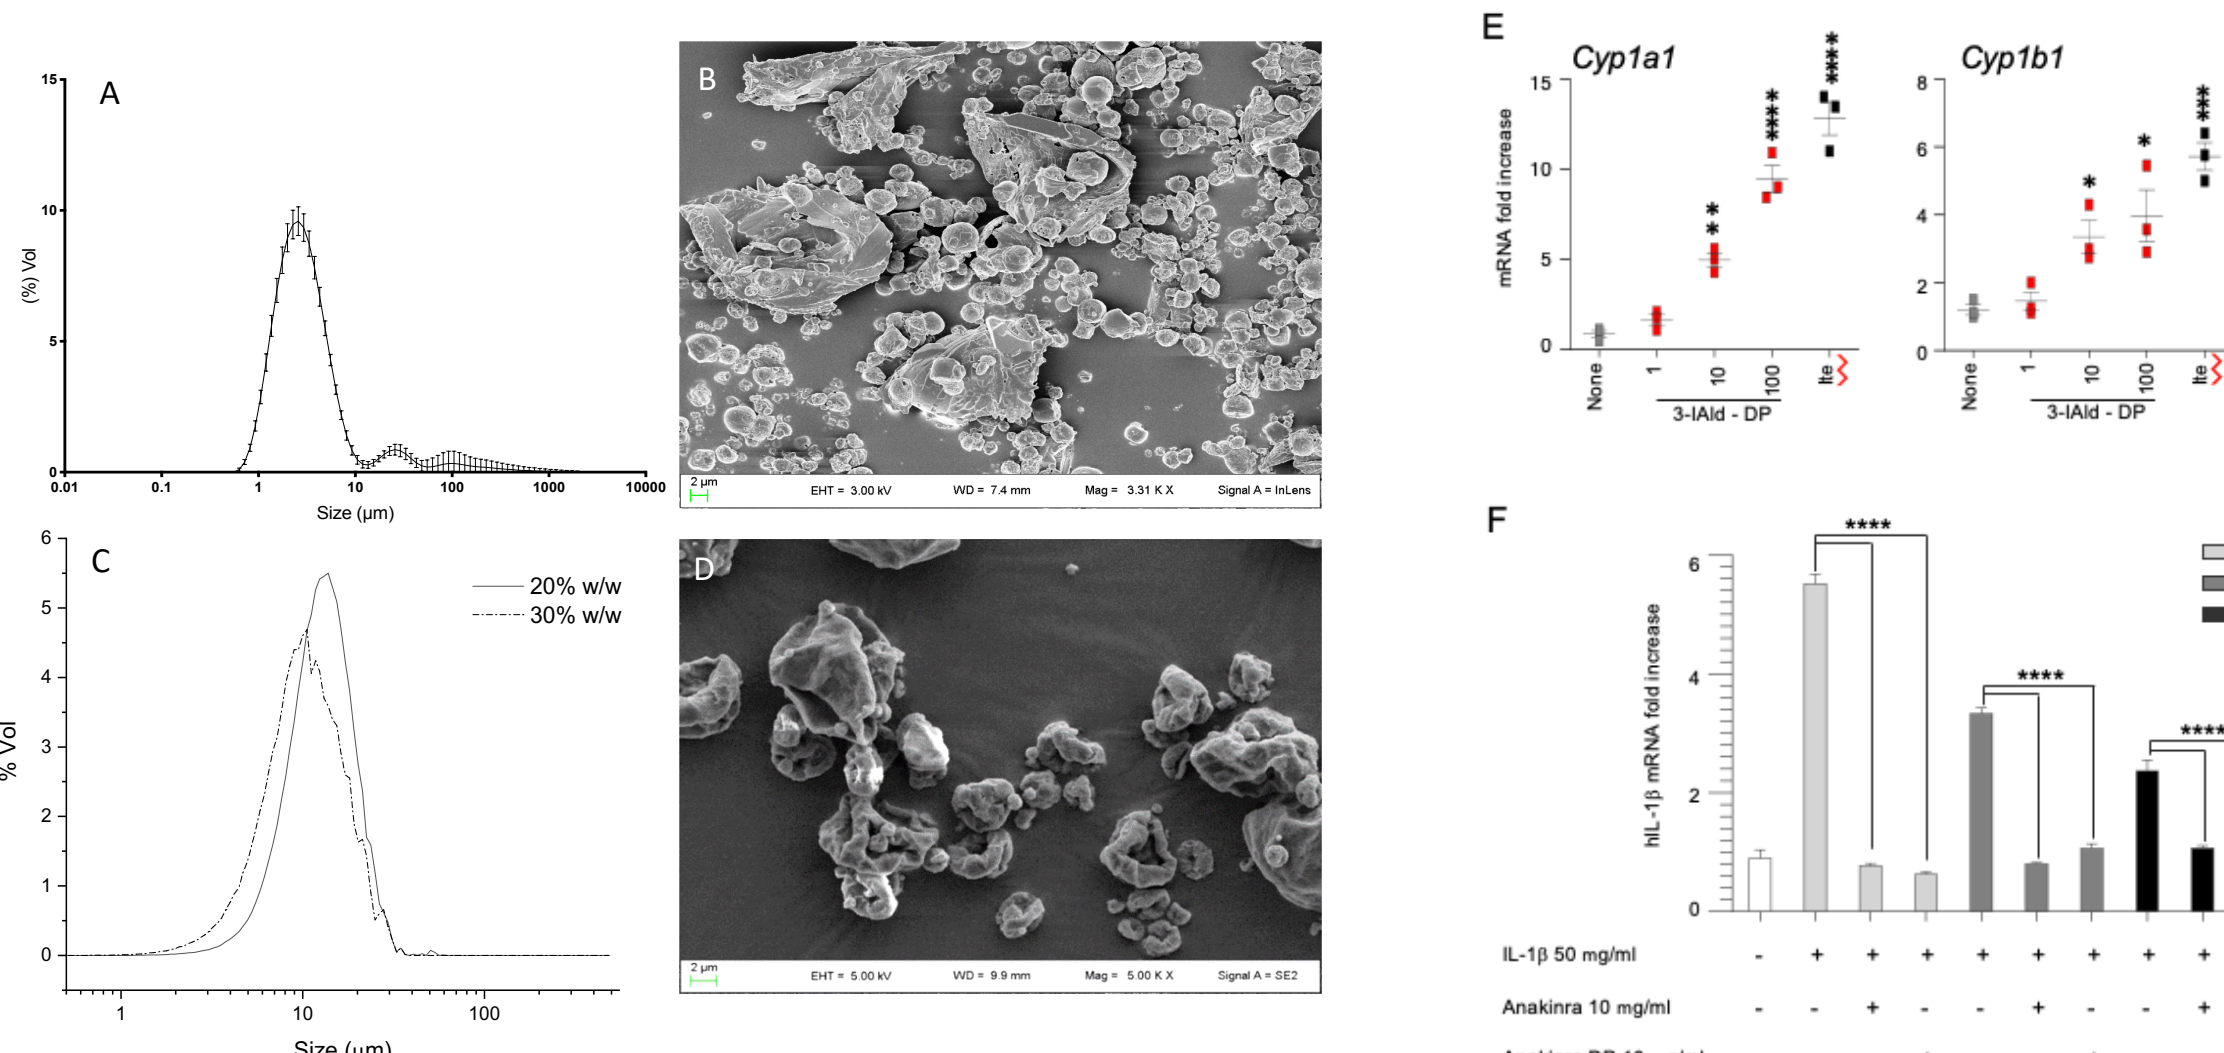 A
15
10
5
0
(%) Vol
0.01 0.1 1 10 100 1000 10000
Size (µm)
B
2 µm EHT = 3.00 kV WD = 7.4 mm Mag = 3.31 K X Signal A = InLens
C
6
5
4
3
2
1
0
% Vol
20% w/w
30% w/w
1 10 100
Size (µm)
D
2 µm EHT = 5.00 kV WD = 9.9 mm Mag = 5.00 K X Signal A = SE2
E
Cyp1a1
15
10
5
0
mRNA fold increase
** **** ****
None 1 10 100 Ite
3-IAld - DP
Cyp1b1
8
6
4
2
0
* * ***
None 1 10 100 Ite
3-IAld - DP
F
6
4
2
0
hIL-1β mRNA fold increase
****
****
****
IL-1β 50 mg/ml - + + + + + + + +
Anakinra 10 mg/ml - - + - - + - - +